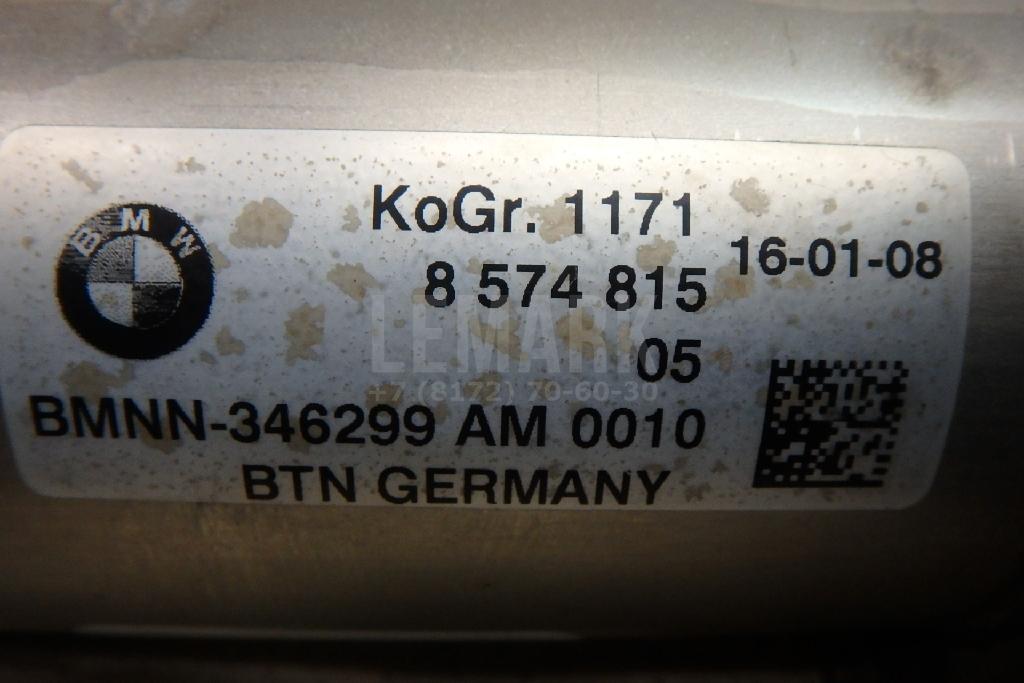 BMW
KoGr. 1171
8 574 815
16-01-08
05
BMNN-346299 AM 0010
BTN GERMANY
LEMARK
+7 (8172) 70-60-30